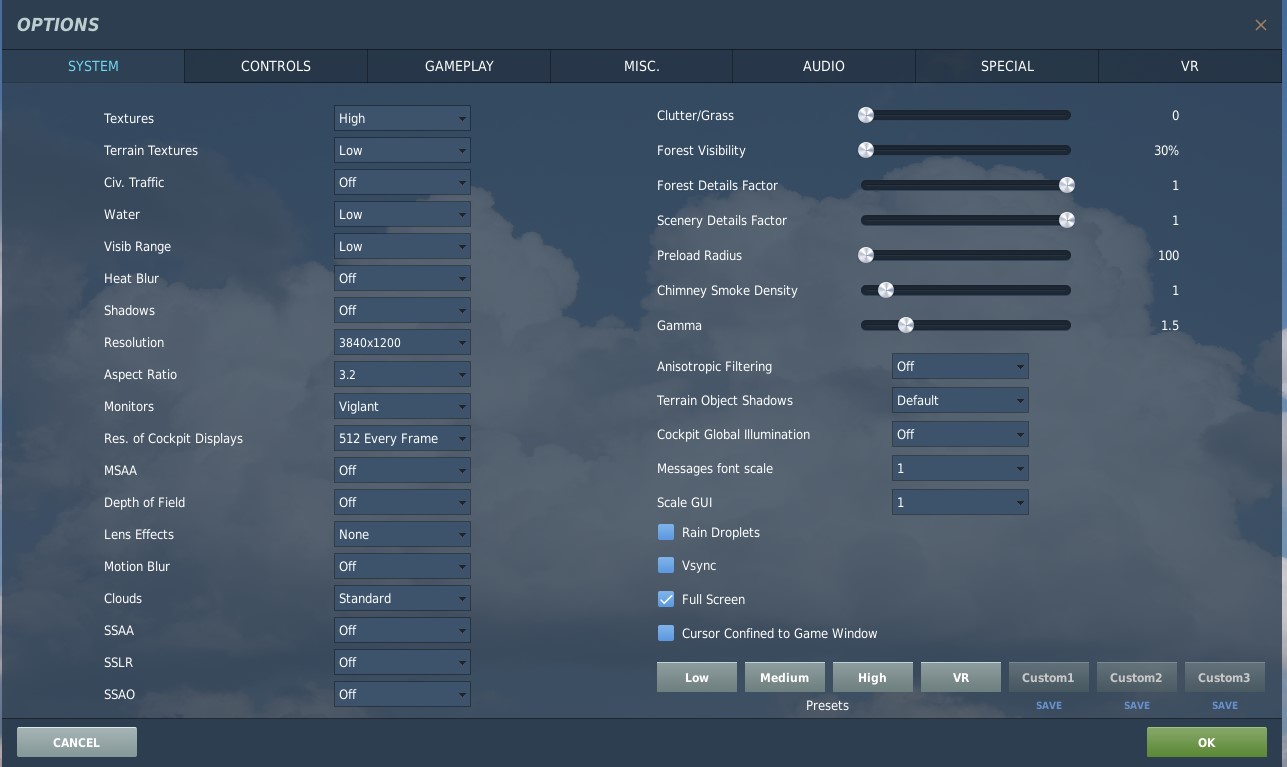 OPTIONS
SYSTEM CONTROLS GAMEPLAY MISC. AUDIO SPECIAL VR
Textures High
Terrain Textures Low
Civ. Traffic Off
Water Low
Visib Range Low
Heat Blur Off
Shadows Off
Resolution 3840x1200
Aspect Ratio 3.2
Monitors Viglant
Res. of Cockpit Displays 512 Every Frame
MSAA Off
Depth of Field Off
Lens Effects None
Motion Blur Off
Clouds Standard
SSAA Off
SSLR Off
SSAO Off
Clutter/Grass 0
Forest Visibility 30%
Forest Details Factor 1
Scenery Details Factor 1
Preload Radius 100
Chimney Smoke Density 1
Gamma 1.5
Anisotropic Filtering Off
Terrain Object Shadows Default
Cockpit Global Illumination Off
Messages font scale 1
Scale GUI 1
Rain Droplets
Vsync
Full Screen
Cursor Confined to Game Window
Low Medium High VR Custom1 Custom2 Custom3
Presets SAVE SAVE SAVE
CANCEL OK